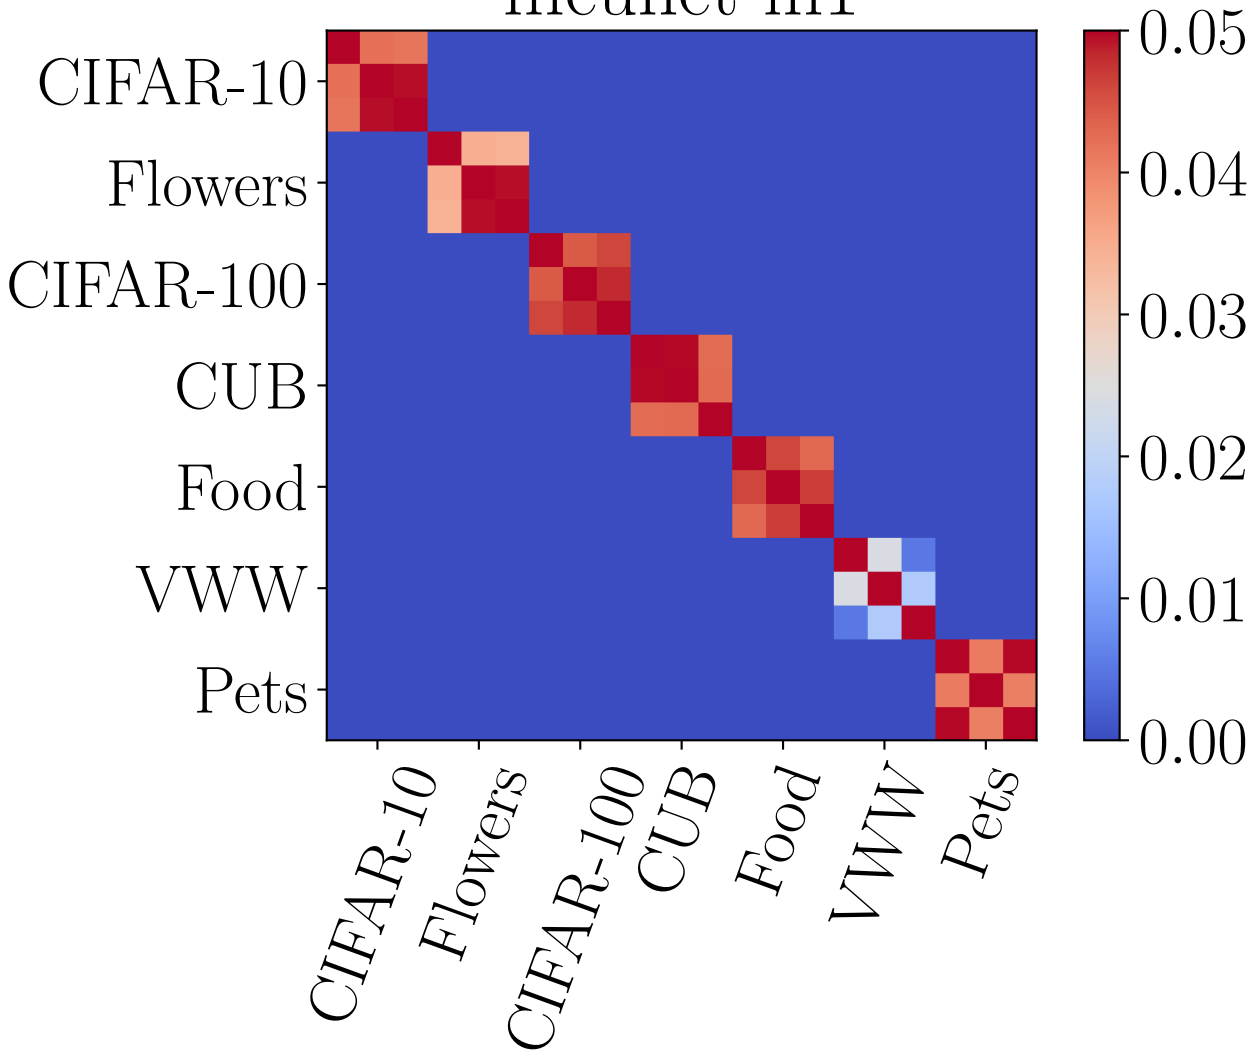 CIFAR-10
Flowers
CIFAR-100
CUB
Food
VWW
Pets
CIFAR-10
Flowers
CIFAR-100
CUB
Food
VWW
Pets
0.05
0.04
0.03
0.02
0.01
0.00